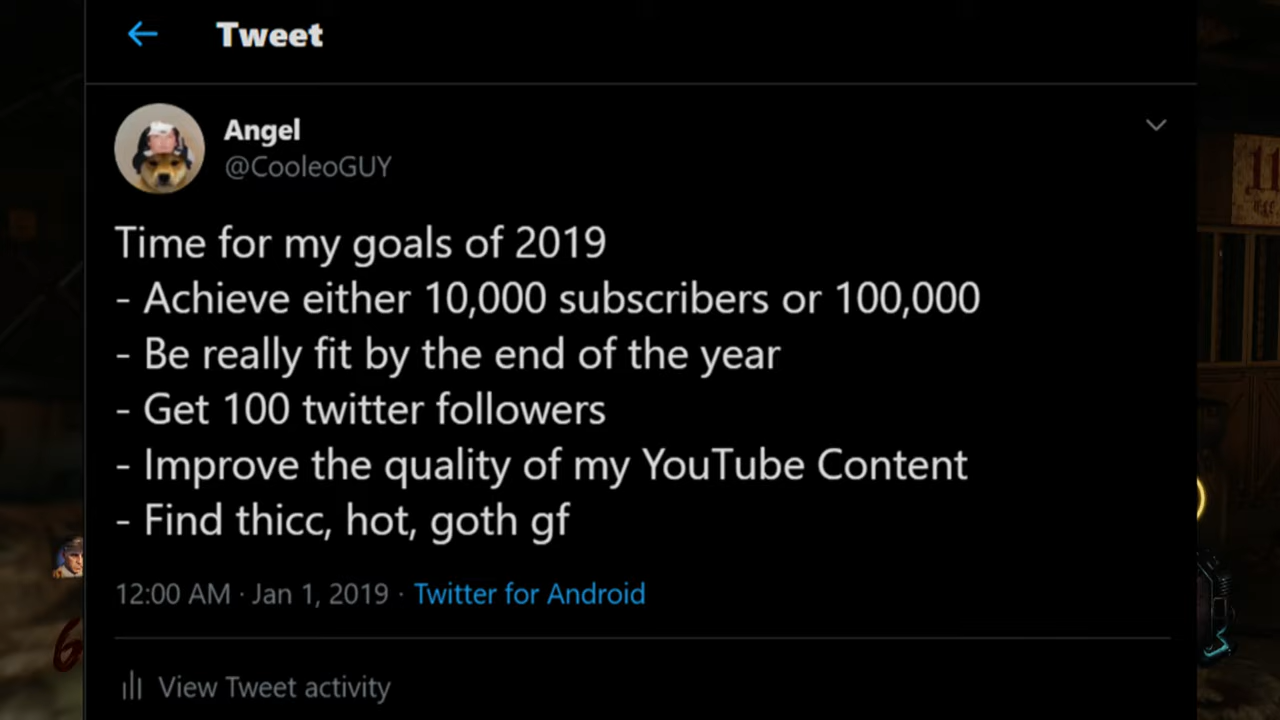 Tweet
Angel
@CooleoGUY
Time for my goals of 2019
- Achieve either 10,000 subscribers or 100,000
- Be really fit by the end of the year
- Get 100 twitter followers
- Improve the quality of my YouTube Content
- Find thicc, hot, goth gf
12:00 AM · Jan 1, 2019 · Twitter for Android
View Tweet activity